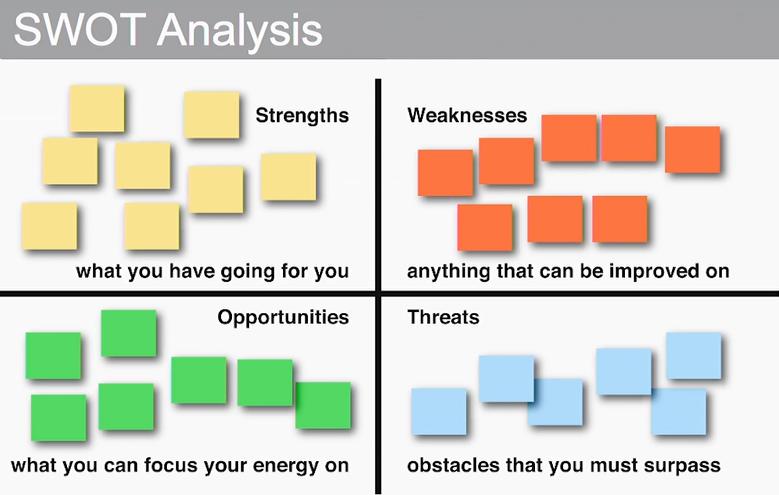 SWOT Analysis
Strengths
what you have going for you
Weaknesses
anything that can be improved on
Opportunities
what you can focus your energy on
Threats
obstacles that you must surpass